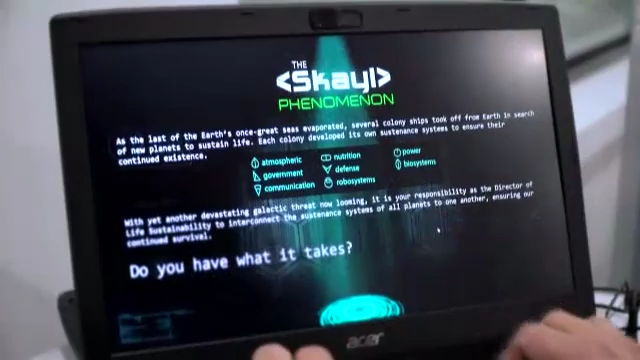 THE
<Skayl>
PHENOMENON
As the last of the Earth's once-great seas evaporated, several colony ships took off from Earth in search
of new planets to sustain life. Each colony developed its own sustenance systems to ensure their
continued existence.
atmospheric nutrition power
government defense biosystems
communication robosystems
With yet another devastating galactic threat now looming, it is your responsibility as the Director of
Life Sustainability to interconnect the sustenance systems of all planets to one another, ensuring our
continued survival.
Do you have what it takes?
acer